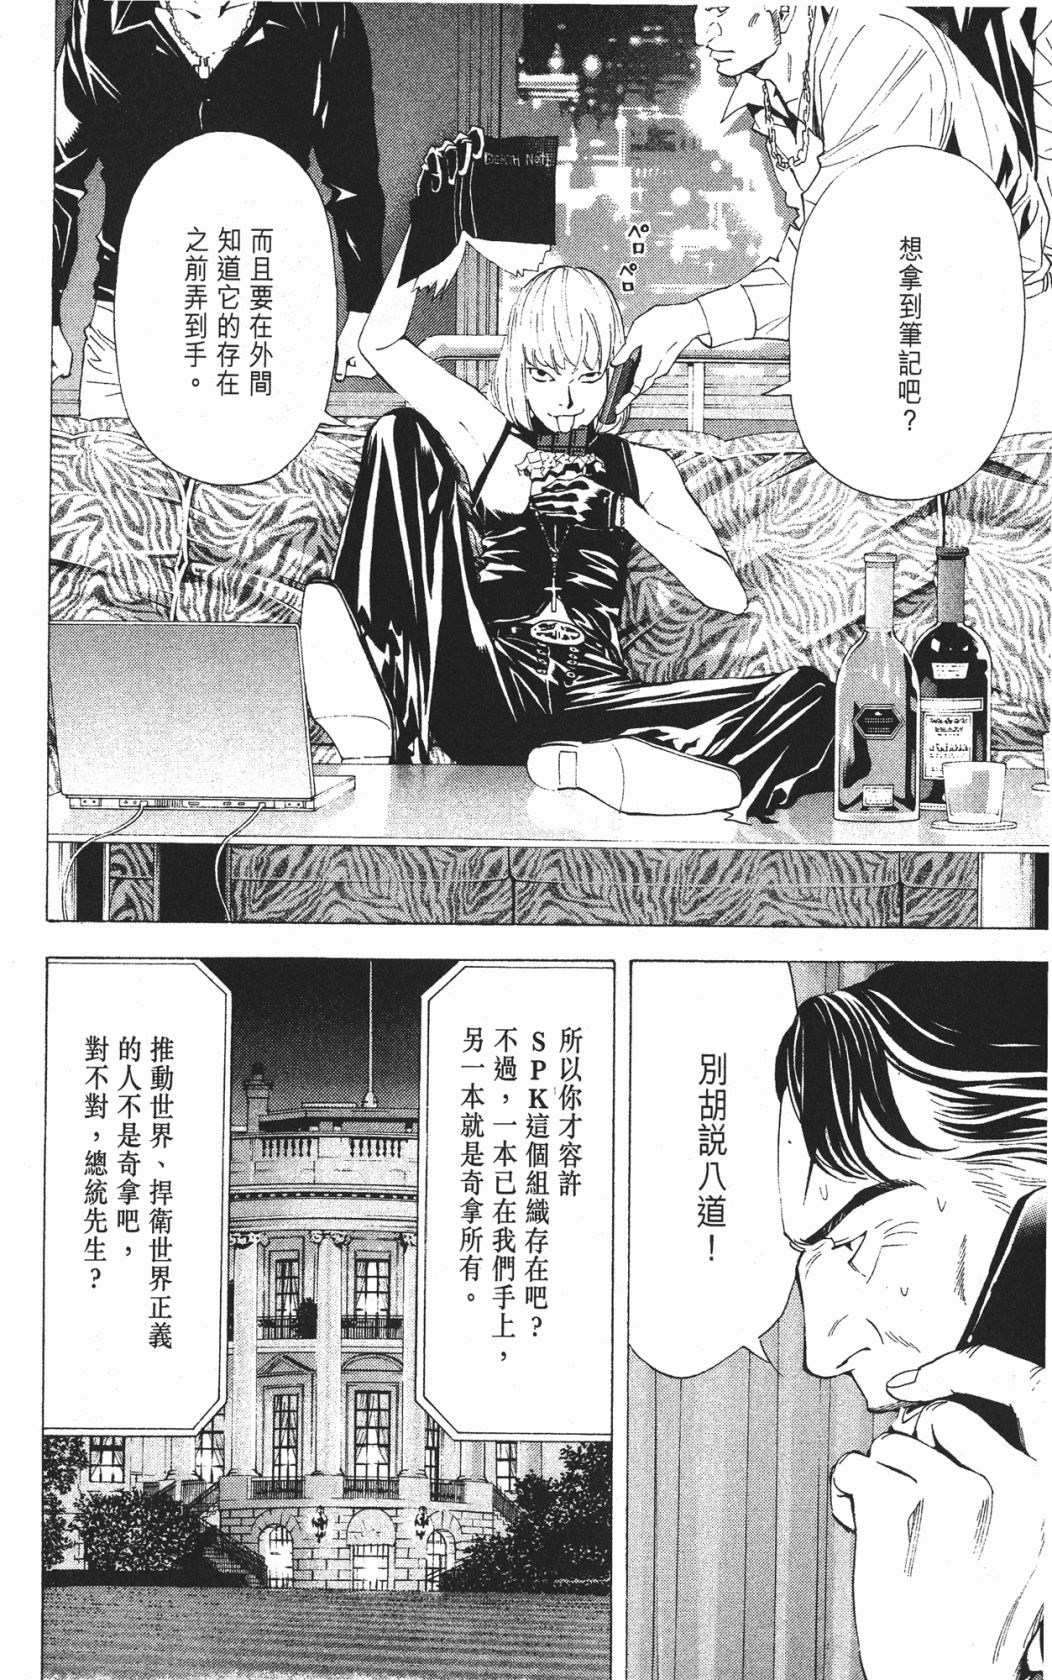 想拿到筆記吧？
DEATH NOTE
ペロ
ペロ
而且要在外間
知道它的存在
之前弄到手。
別胡説八道！
所以你才容許
SPK這個組織存在吧？
不過，一本已在我們手上，
另一本就是奇拿所有。
推動世界、捍衛世界正義
的人不是奇拿吧，
對不對，總統先生？